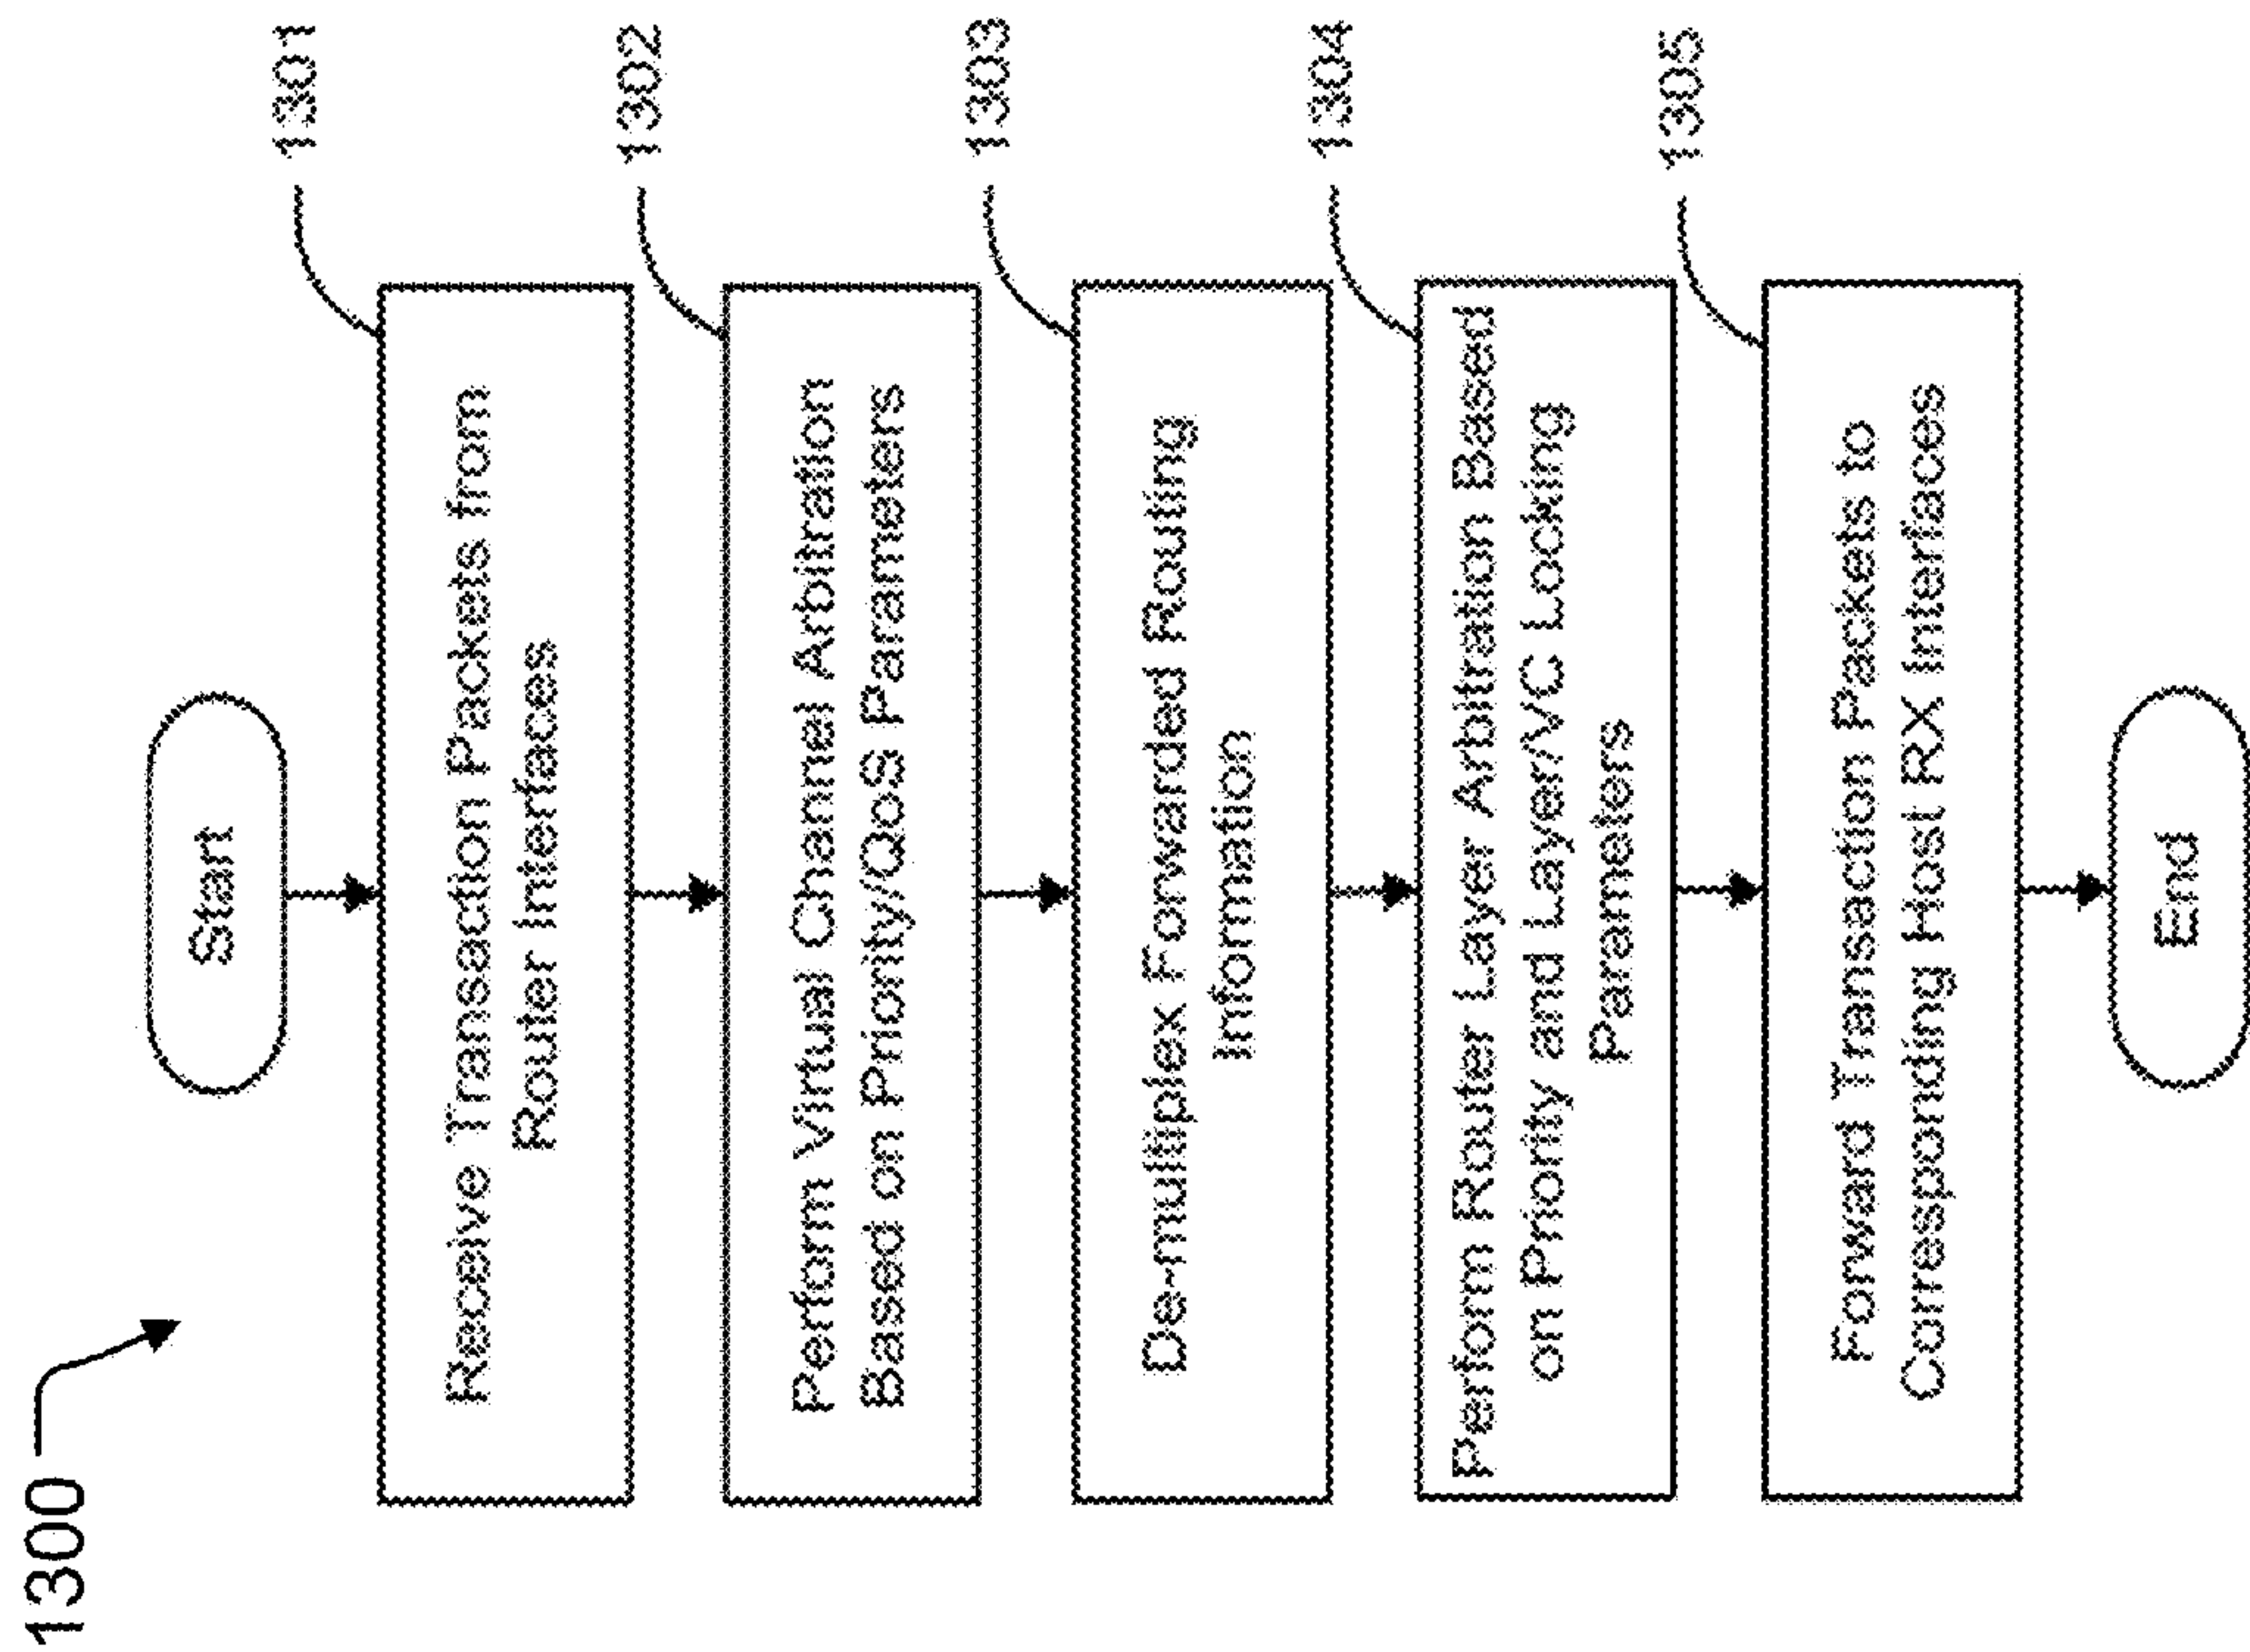 1300
Start
1301
Receive Transaction Packets from
Router Interfaces
1302
Perform Virtual Channel Arbitration
Based on Priority/QoS Parameters
1303
De-multiplex Forwarded Routing
Information
1304
Perform Router Layer Arbitration Based
on Priority and Layer/VC Locking
Parameters
1305
Forward Transaction Packets to
Corresponding Host RX Interfaces
End